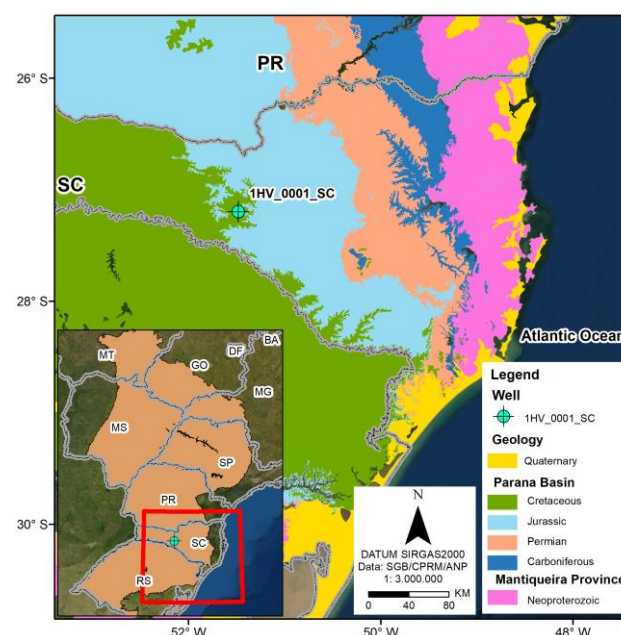 26° S
PR
SC
1HV_0001_SC
28° S
Atlantic Ocean
MT
GO
DF
BA
MG
MS
SP
PR
SC
RS
30° S
Legend
Well
1HV_0001_SC
Geology
Quaternary
Parana Basin
Cretaceous
Jurassic
Permian
Carboniferous
Mantiqueira Province
Neoproterozoic
N
DATUM SIRGAS2000
Data: SGB/CPRM/ANP
1: 3.000.000
KM
0 20 40 80
52° W
50° W
48° W